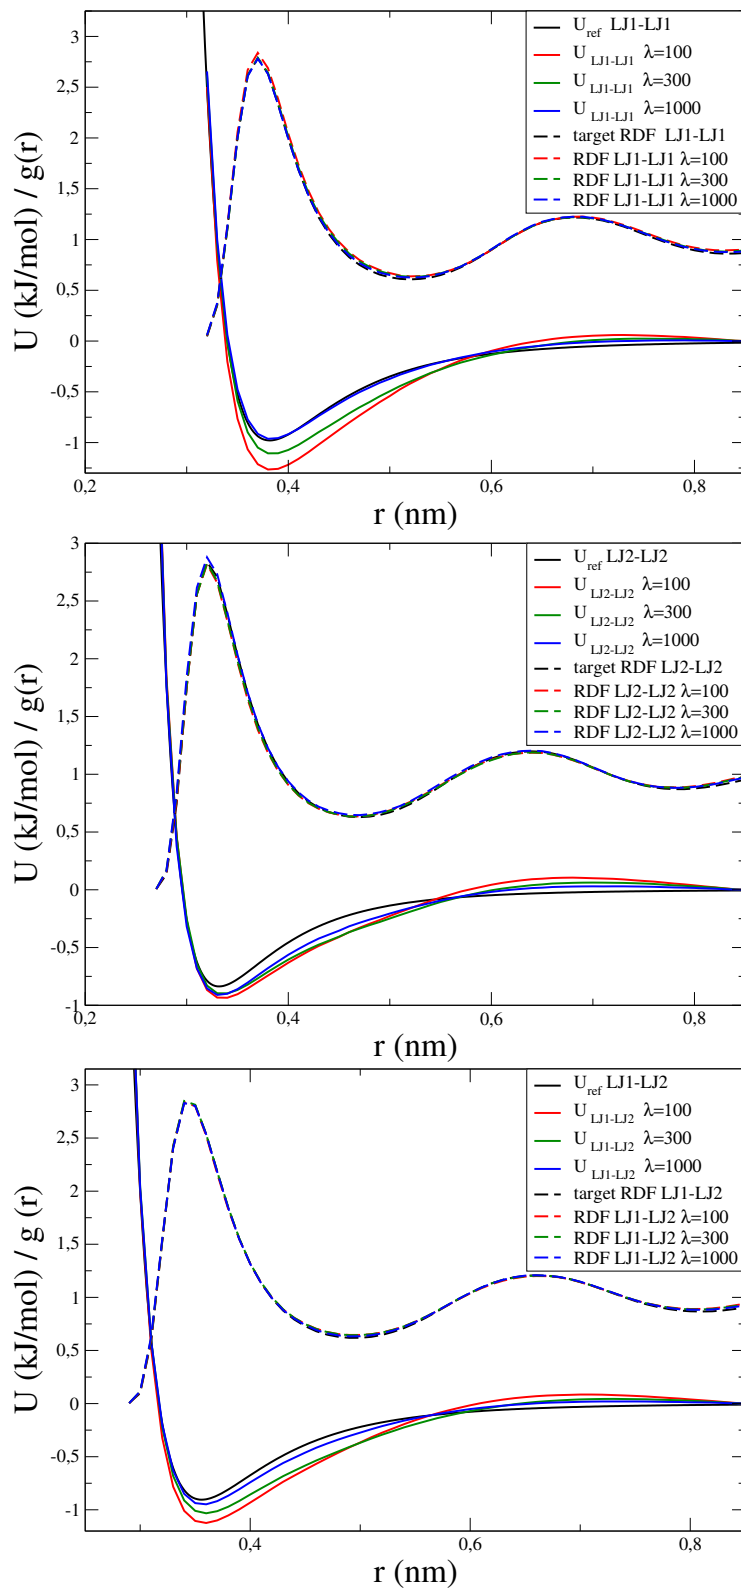 3
2,5
2
1,5
1
0,5
0
-0,5
-1
U (kJ/mol) / g(r)
U_ref LJ1-LJ1
U_LJ1-LJ1 λ=100
U_LJ1-LJ1 λ=300
U_LJ1-LJ1 λ=1000
target RDF LJ1-LJ1
RDF LJ1-LJ1 λ=100
RDF LJ1-LJ1 λ=300
RDF LJ1-LJ1 λ=1000
0,2 0,4 0,6 0,8
r (nm)
3
2,5
2
1,5
1
0,5
0
-0,5
-1
U (kJ/mol) / g(r)
U_ref LJ2-LJ2
U_LJ2-LJ2 λ=100
U_LJ2-LJ2 λ=300
U_LJ2-LJ2 λ=1000
target RDF LJ2-LJ2
RDF LJ2-LJ2 λ=100
RDF LJ2-LJ2 λ=300
RDF LJ2-LJ2 λ=1000
0,2 0,4 0,6 0,8
r (nm)
3
2,5
2
1,5
1
0,5
0
-0,5
-1
U (kJ/mol) / g (r)
U_ref LJ1-LJ2
U_LJ1-LJ2 λ=100
U_LJ1-LJ2 λ=300
U_LJ1-LJ2 λ=1000
target RDF LJ1-LJ2
RDF LJ1-LJ2 λ=100
RDF LJ1-LJ2 λ=300
RDF LJ1-LJ2 λ=1000
0,4 0,6 0,8
r (nm)